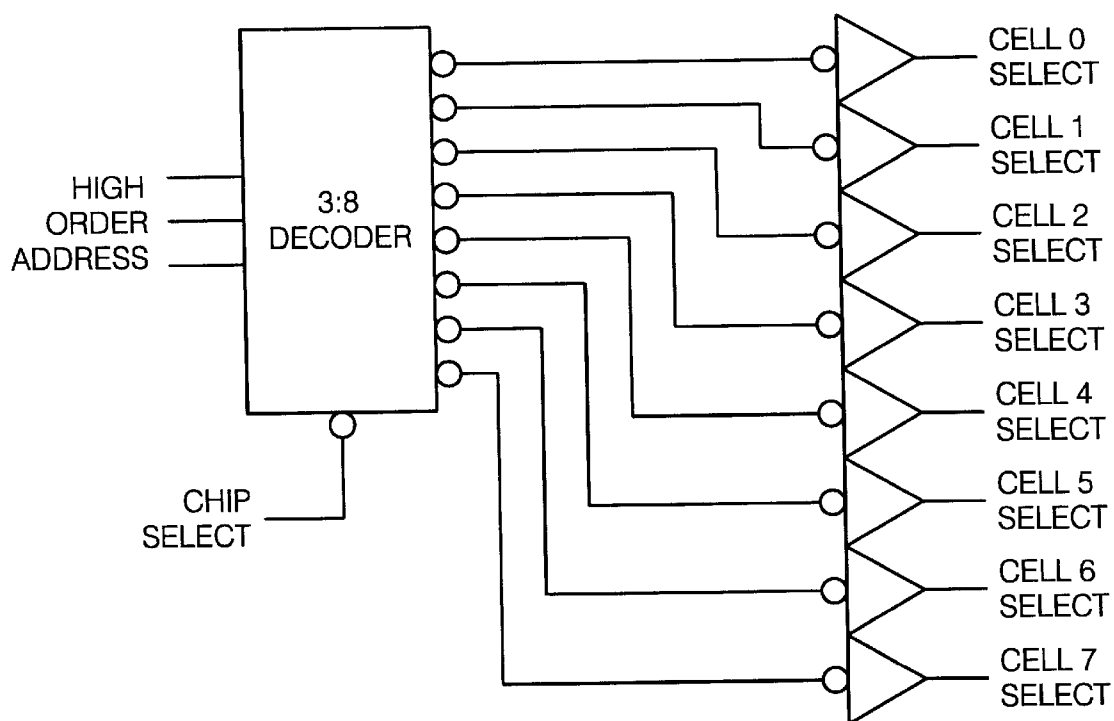 HIGH
ORDER
ADDRESS
3:8
DECODER
CHIP
SELECT
CELL 0
SELECT
CELL 1
SELECT
CELL 2
SELECT
CELL 3
SELECT
CELL 4
SELECT
CELL 5
SELECT
CELL 6
SELECT
CELL 7
SELECT